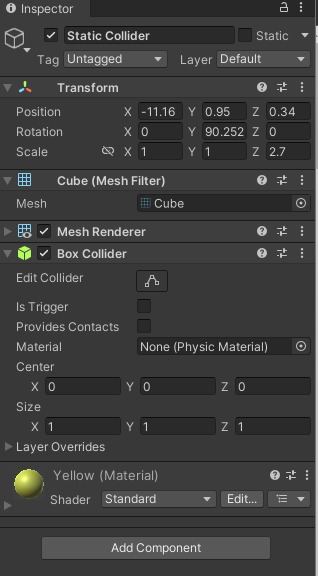 Inspector
Static Collider Static
Tag Untagged Layer Default
Transform
Position X -11.16 Y 0.95 Z 0.34
Rotation X 0 Y 90.252 Z 0
Scale X 1 Y 1 Z 2.7
Cube (Mesh Filter)
Mesh Cube
Mesh Renderer
Box Collider
Edit Collider
Is Trigger
Provides Contacts
Material None (Physic Material)
Center
X 0 Y 0 Z 0
Size
X 1 Y 1 Z 1
Layer Overrides
Yellow (Material)
Shader Standard Edit...
Add Component